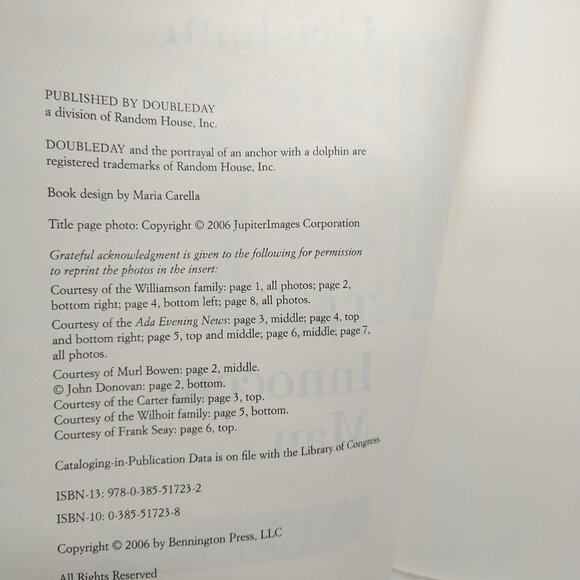 PUBLISHED BY DOUBLEDAY
a division of Random House, Inc.
DOUBLEDAY and the portrayal of an anchor with a dolphin are
registered trademarks of Random House, Inc.
Book design by Maria Carella
Title page photo: Copyright © 2006 JupiterImages Corporation
Grateful acknowledgment is given to the following for permission
to reprint the photos in the insert:
Courtesy of the Williamson family: page 1, all photos; page 2,
bottom right; page 4, bottom left; page 8, all photos.
Courtesy of the Ada Evening News: page 3, middle; page 4, top
and bottom right; page 5, top and middle; page 6, middle; page 7,
all photos.
Courtesy of Murl Bowen: page 2, middle.
© John Donovan: page 2, bottom.
Courtesy of the Carter family: page 3, top.
Courtesy of the Wilhoit family: page 5, bottom.
Courtesy of Frank Seay: page 6, top.
Cataloging-in-Publication Data is on file with the Library of Congress.
ISBN-13: 978-0-385-51723-2
ISBN-10: 0-385-51723-8
Copyright © 2006 by Bennington Press, LLC
All Rights Reserved